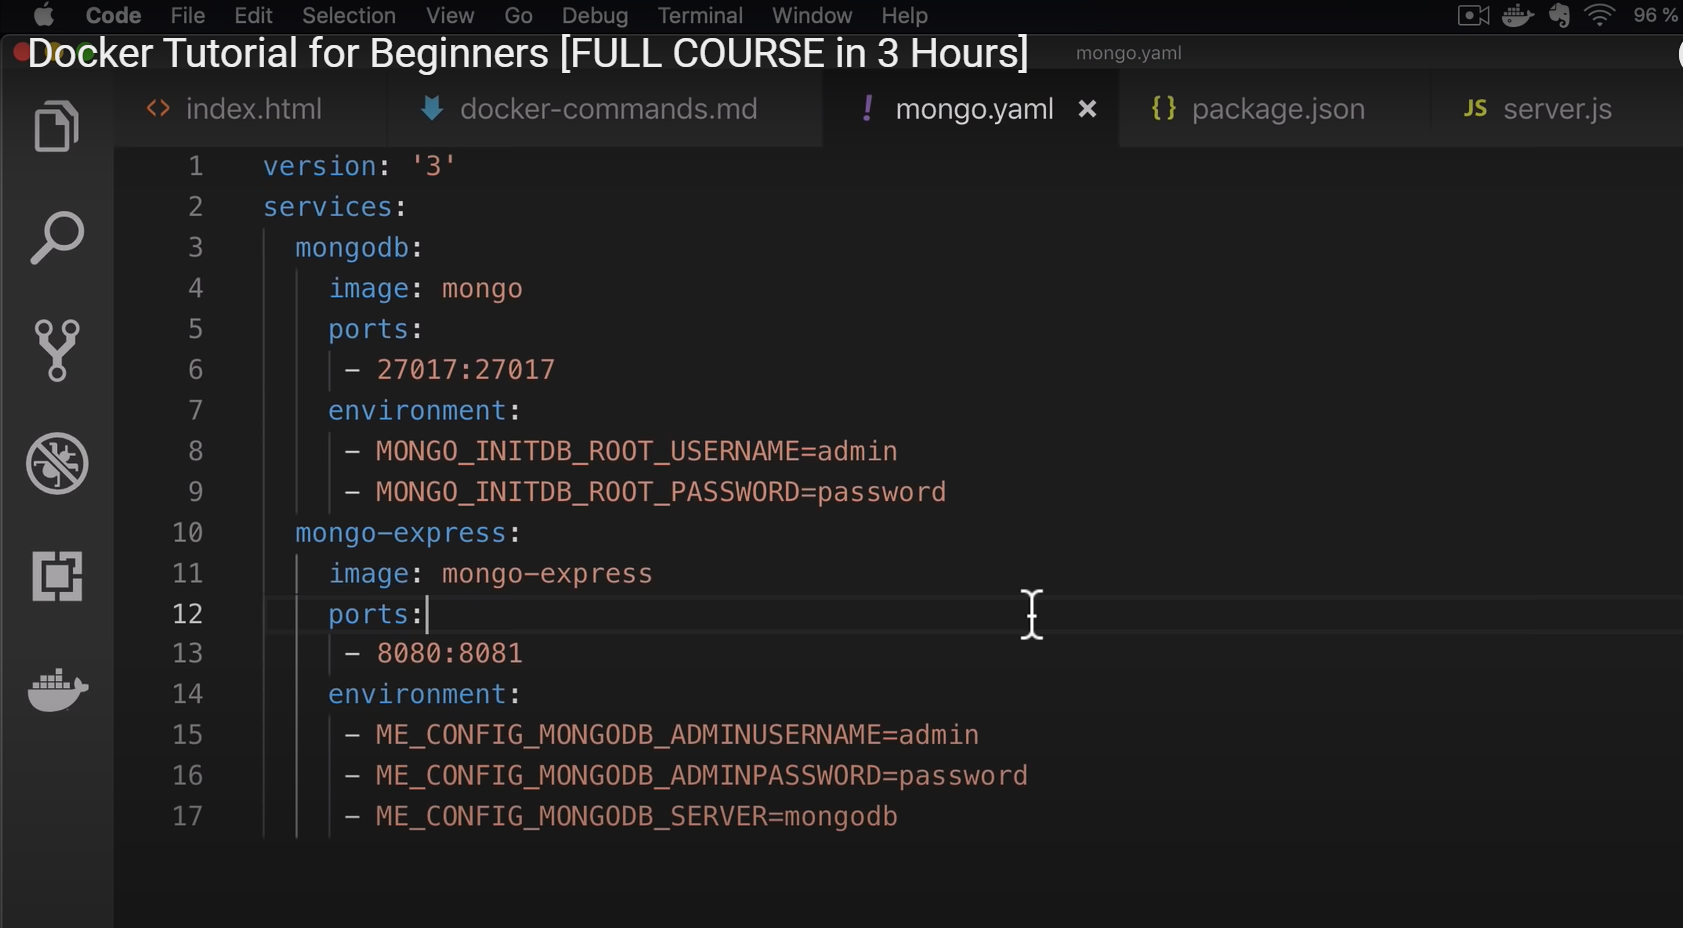 Code File Edit Selection View Go Debug Terminal Window Help 96 %
Docker Tutorial for Beginners [FULL COURSE in 3 Hours] mongo.yaml
index.html docker-commands.md ! mongo.yaml × {} package.json JS server.js
1 version: '3'
2 services:
3 mongodb:
4 image: mongo
5 ports:
6 - 27017:27017
7 environment:
8 - MONGO_INITDB_ROOT_USERNAME=admin
9 - MONGO_INITDB_ROOT_PASSWORD=password
10 mongo-express:
11 image: mongo-express
12 ports:
13 - 8080:8081
14 environment:
15 - ME_CONFIG_MONGODB_ADMINUSERNAME=admin
16 - ME_CONFIG_MONGODB_ADMINPASSWORD=password
17 - ME_CONFIG_MONGODB_SERVER=mongodb